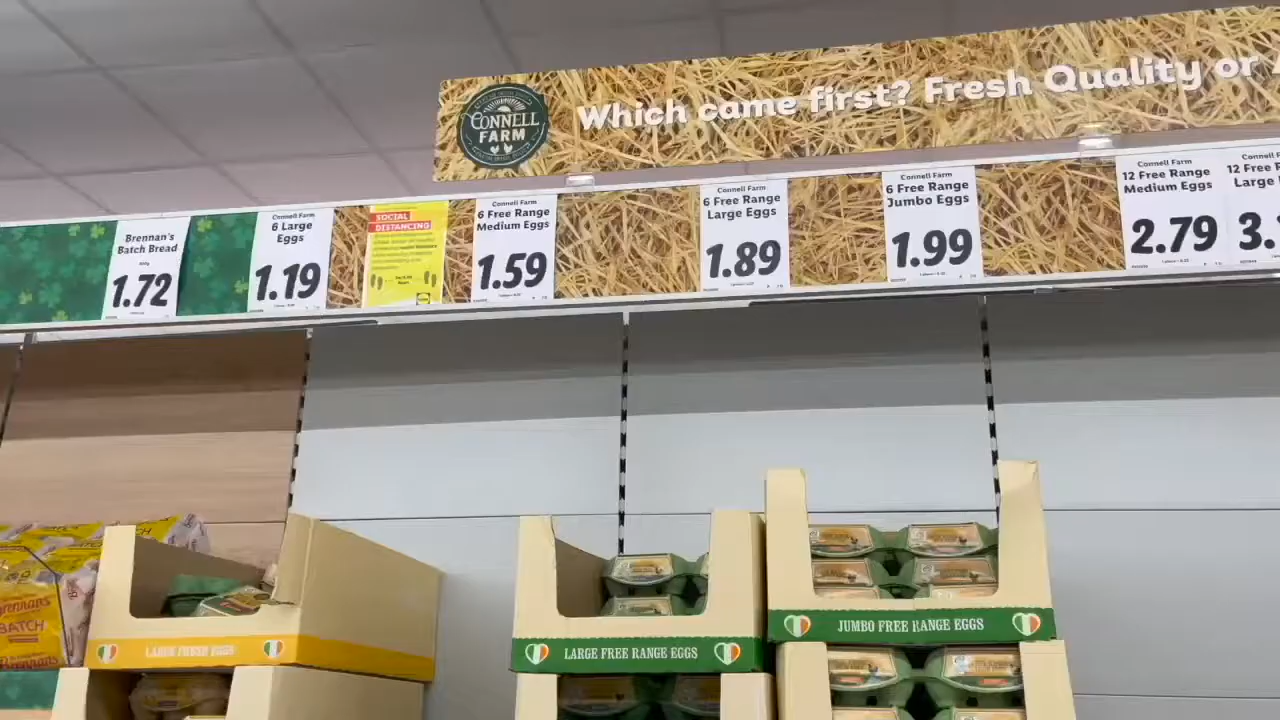 CONNELL
FARM
Which came first? Fresh Quality or
Brennan's
Batch Bread
1.72
Connell Farm
6 Large
Eggs
1.19
SOCIAL
DISTANCING
Connell Farm
6 Free Range
Medium Eggs
1.59
Connell Farm
6 Free Range
Large Eggs
1.89
Connell Farm
6 Free Range
Jumbo Eggs
1.99
Connell Farm
12 Free Range
Medium Eggs
2.79
Connell F
12 Free R
Large
3.
BATCH
Brennans
BATCH
Brennans
LARGE FRESH EGGS
LARGE FREE RANGE EGGS
JUMBO FREE RANGE EGGS